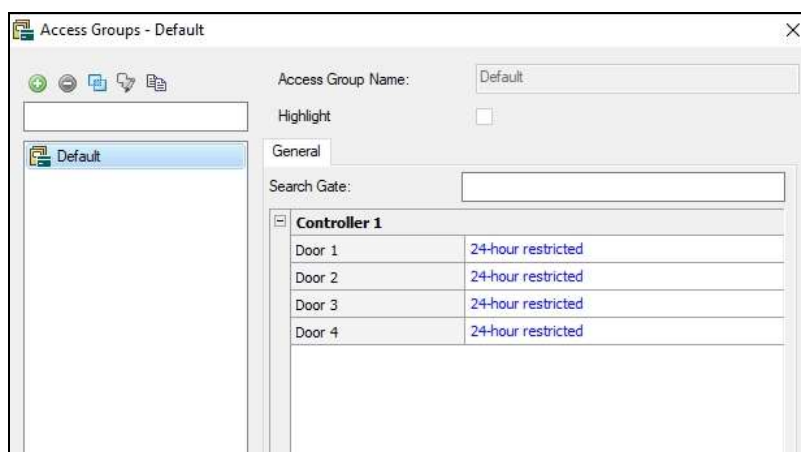 Access Groups - Default
Access Group Name: Default
Highlight
Default
General
Search Gate:
Controller 1
Door 1 24-hour restricted
Door 2 24-hour restricted
Door 3 24-hour restricted
Door 4 24-hour restricted